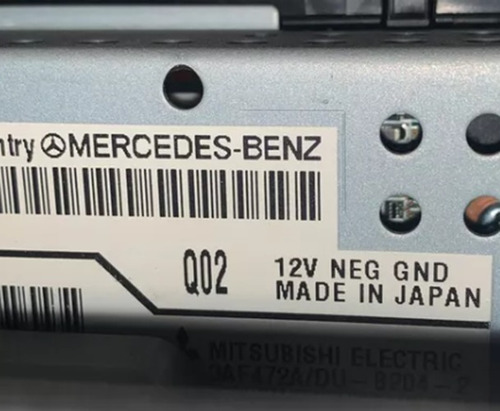 ntry MERCEDES-BENZ
Q02
12V NEG GND
MADE IN JAPAN
MITSUBISHI ELECTRIC